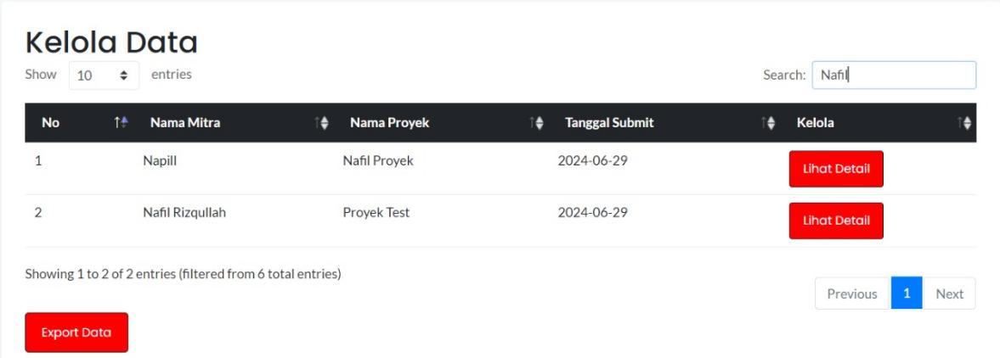 Kelola Data
Show 10 entries Search: Nafil
No Nama Mitra Nama Proyek Tanggal Submit Kelola
1 Napill Nafil Proyek 2024-06-29 Lihat Detail
2 Nafil Rizqullah Proyek Test 2024-06-29 Lihat Detail
Showing 1 to 2 of 2 entries (filtered from 6 total entries)
Previous 1 Next
Export Data